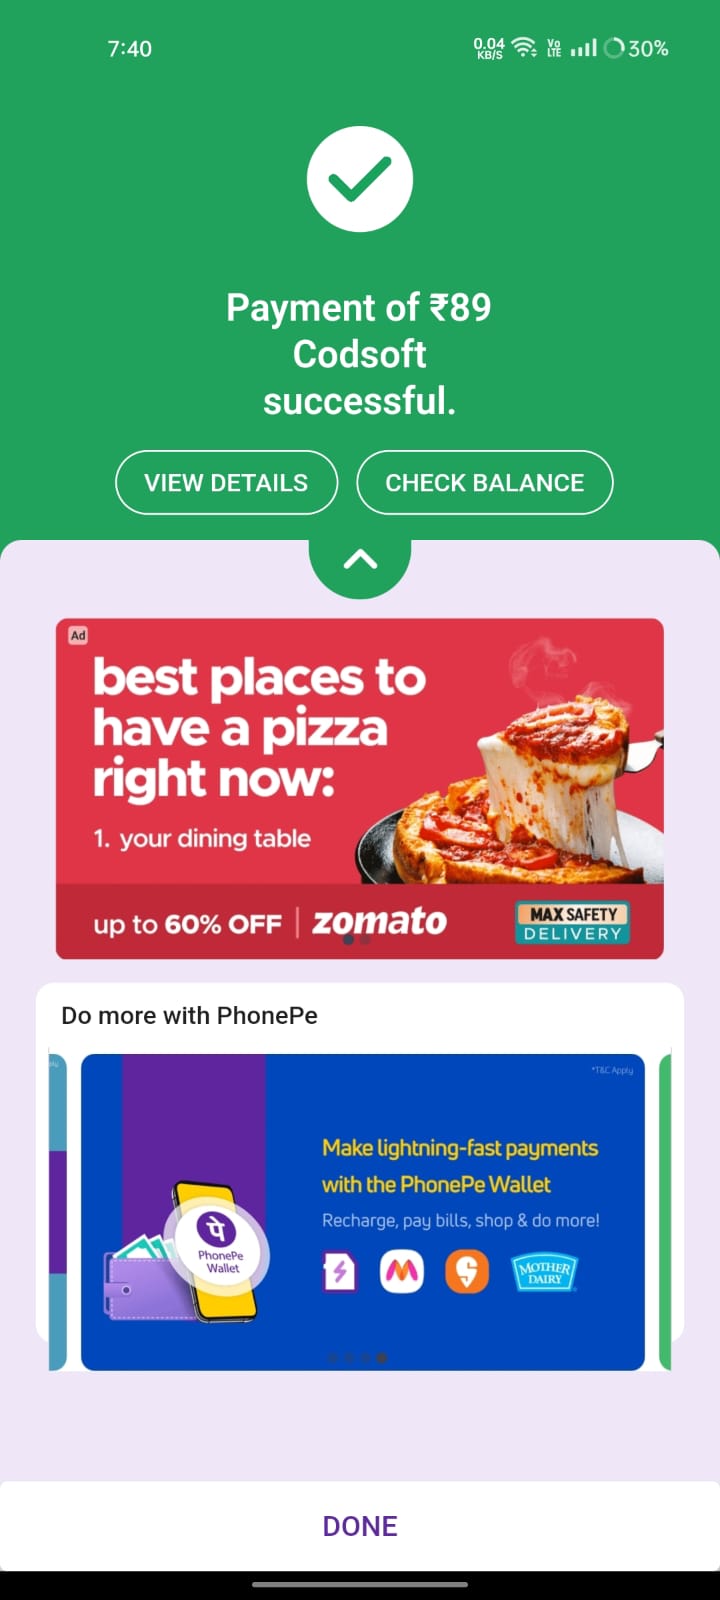 7:40
0.04
KB/S
Vo
LTE
30%
Payment of ₹89
Codsoft
successful.
VIEW DETAILS
CHECK BALANCE
Ad
best places to
have a pizza
right now:
1. your dining table
up to 60% OFF | zomato
MAX SAFETY
DELIVERY
Do more with PhonePe
*T&C Apply
Make lightning-fast payments
with the PhonePe Wallet
Recharge, pay bills, shop & do more!
पे
PhonePe
Wallet
MOTHER
DAIRY
DONE